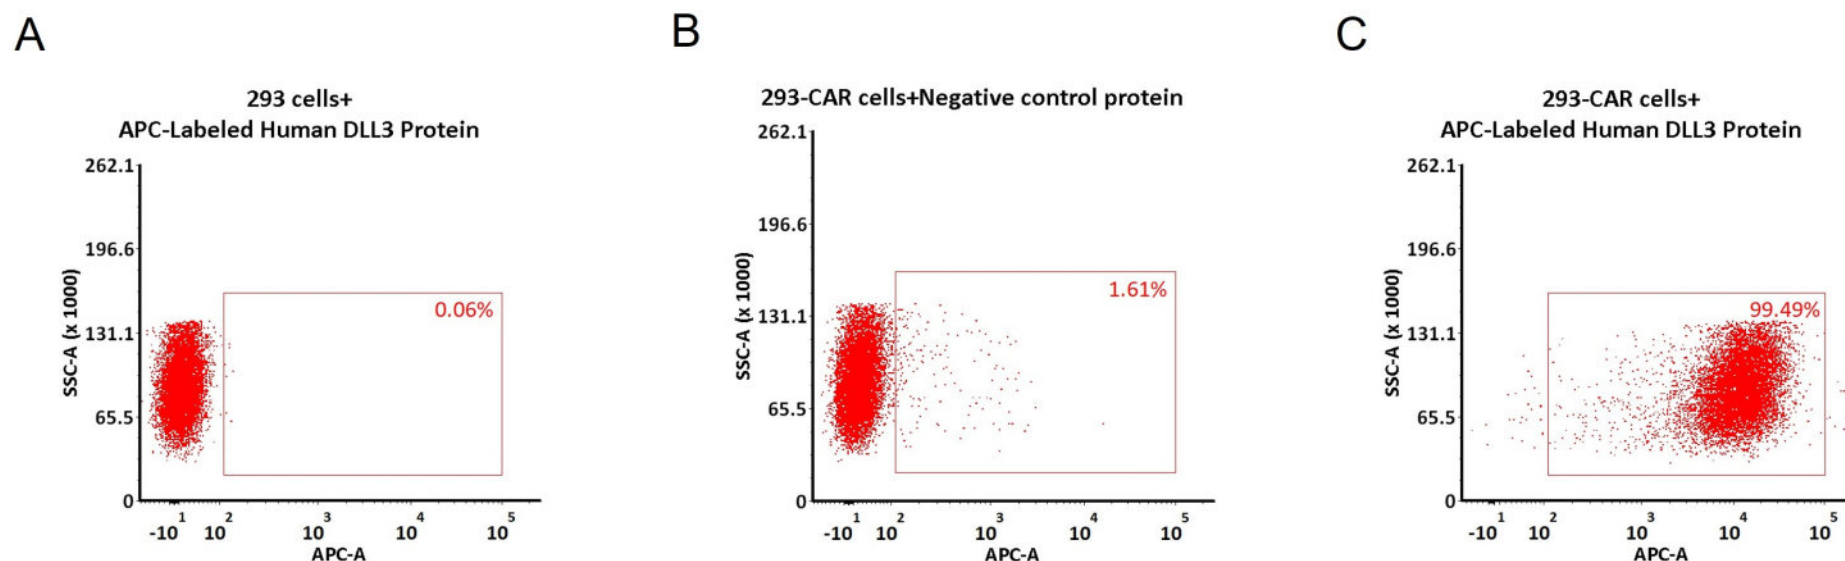 A
293 cells+
APC-Labeled Human DLL3 Protein
262.1
196.6
131.1
65.5
0
SSC-A (x 1000)
0.06%
-10 1 10 2 10 3 10 4 10 5
APC-A
B
293-CAR cells+Negative control protein
262.1
196.6
131.1
65.5
0
SSC-A (x 1000)
1.61%
-10 1 10 2 10 3 10 4 10 5
APC-A
C
293-CAR cells+
APC-Labeled Human DLL3 Protein
262.1
196.6
131.1
65.5
0
SSC-A (x 1000)
99.49%
-10 1 10 2 10 3 10 4 10 5
APC-A